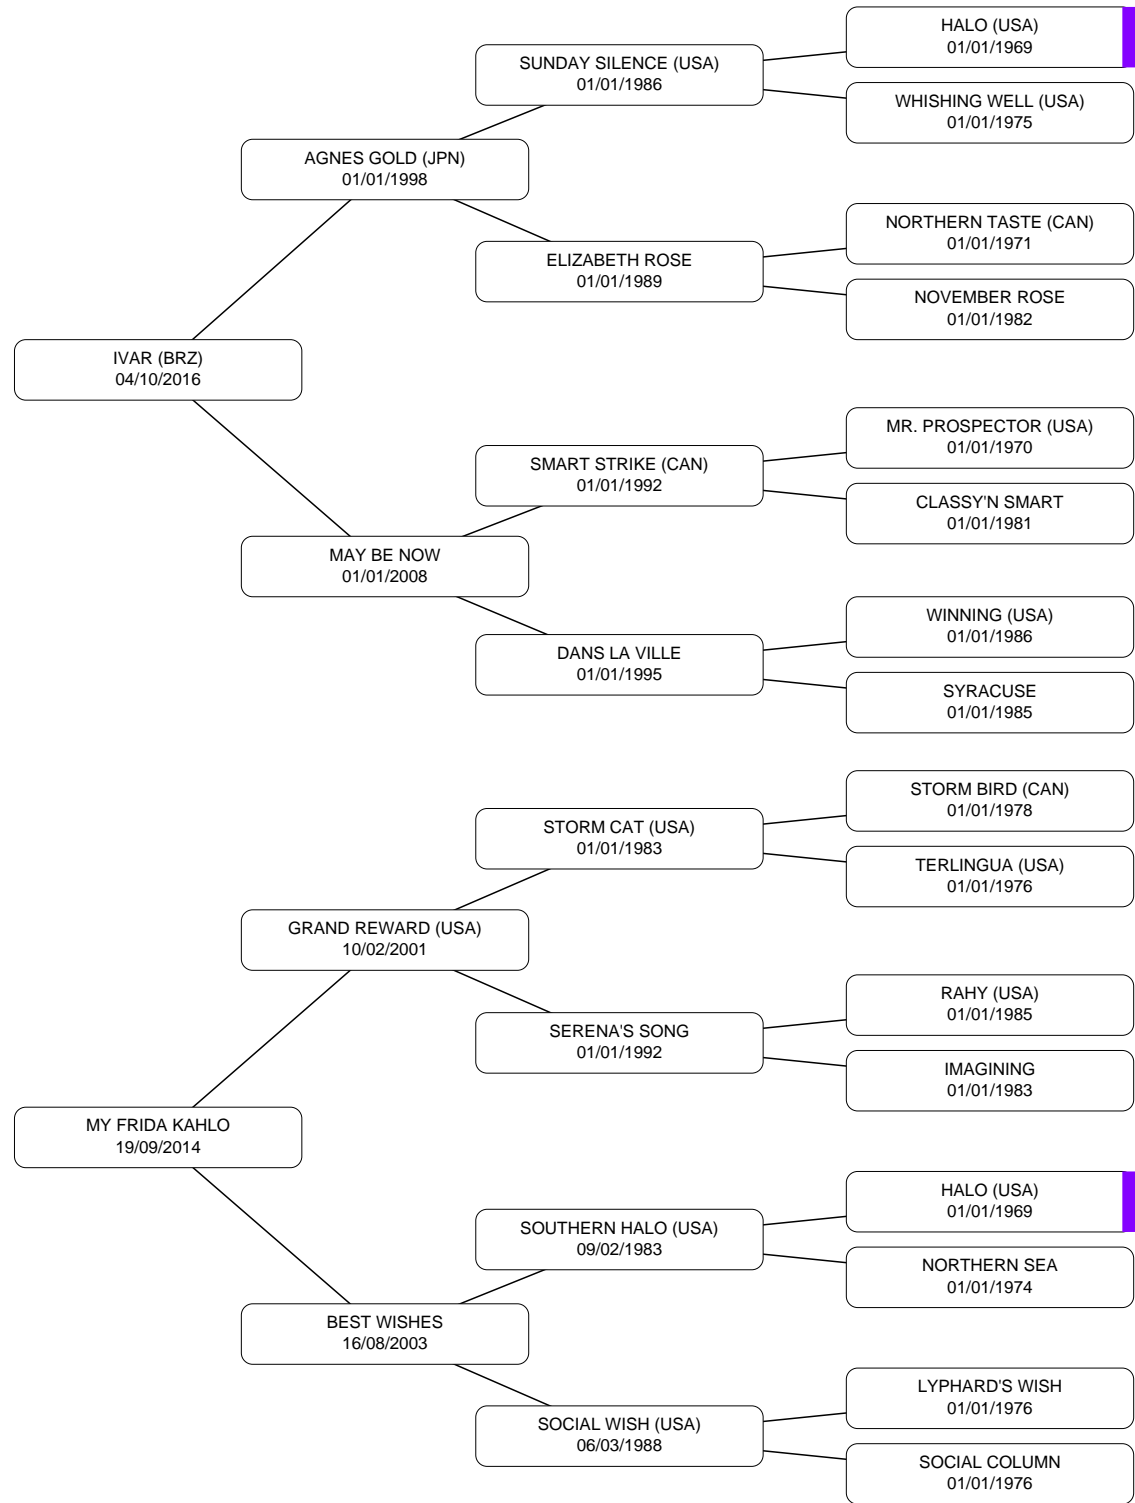 HALO (USA)
01/01/1969
SUNDAY SILENCE (USA)
01/01/1986
WHISHING WELL (USA)
01/01/1975
AGNES GOLD (JPN)
01/01/1998
NORTHERN TASTE (CAN)
01/01/1971
ELIZABETH ROSE
01/01/1989
NOVEMBER ROSE
01/01/1982
IVAR (BRZ)
04/10/2016
MR. PROSPECTOR (USA)
01/01/1970
SMART STRIKE (CAN)
01/01/1992
CLASSY'N SMART
01/01/1981
MAY BE NOW
01/01/2008
WINNING (USA)
01/01/1986
DANS LA VILLE
01/01/1995
SYRACUSE
01/01/1985
STORM BIRD (CAN)
01/01/1978
STORM CAT (USA)
01/01/1983
TERLINGUA (USA)
01/01/1976
GRAND REWARD (USA)
10/02/2001
RAHY (USA)
01/01/1985
SERENA'S SONG
01/01/1992
IMAGINING
01/01/1983
MY FRIDA KAHLO
19/09/2014
HALO (USA)
01/01/1969
SOUTHERN HALO (USA)
09/02/1983
NORTHERN SEA
01/01/1974
BEST WISHES
16/08/2003
LYPHARD'S WISH
01/01/1976
SOCIAL WISH (USA)
06/03/1988
SOCIAL COLUMN
01/01/1976